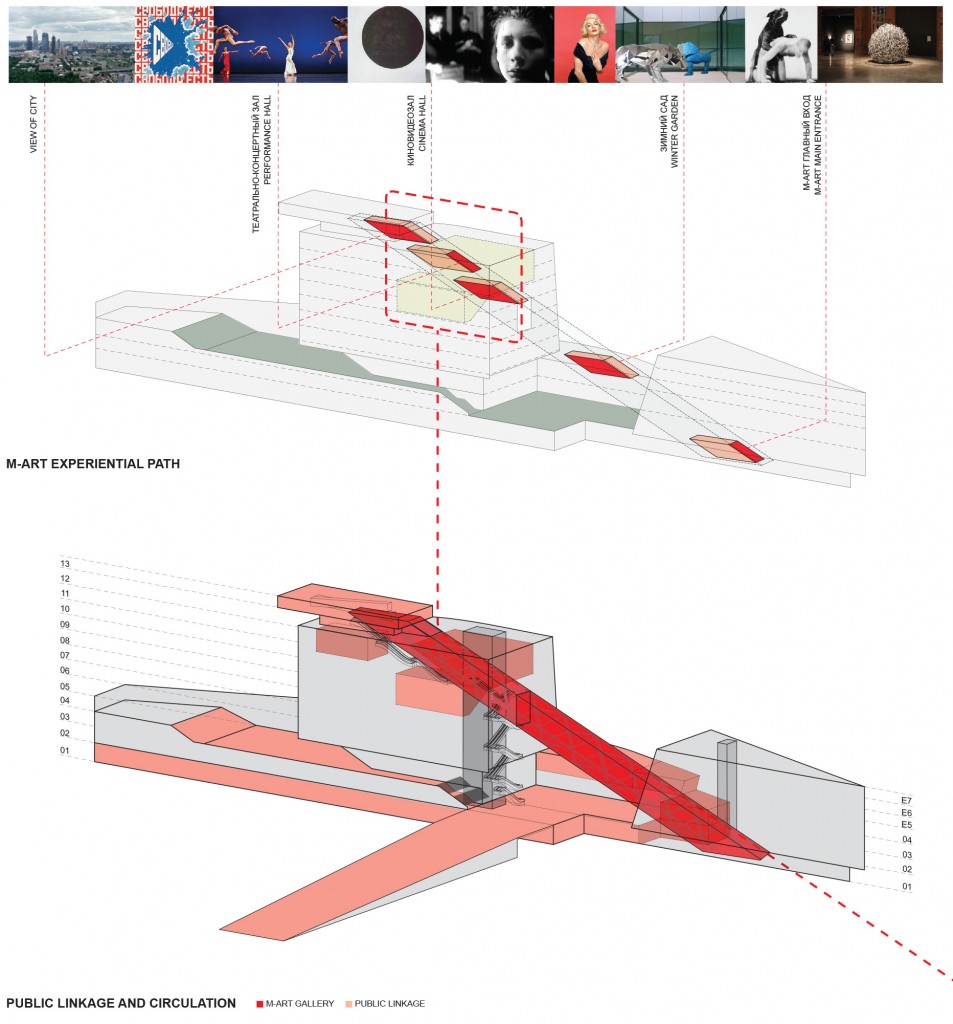 VIEW OF CITY
ТЕАТРАЛЬНО-КОНЦЕРТНЫЙ ЗАЛ
PERFORMANCE HALL
КИНОВИДЕОЗАЛ
CINEMA HALL
ЗИМНИЙ САД
WINTER GARDEN
М-АRТ ГЛАВНЫЙ ВХОД
M-ART MAIN ENTRANCE
M-ART EXPERIENTIAL PATH
13
12
11
10
09
08
07
06
05
04
03
02
01
E7
E6
E5
04
03
02
01
PUBLIC LINKAGE AND CIRCULATION
M-ART GALLERY
PUBLIC LINKAGE